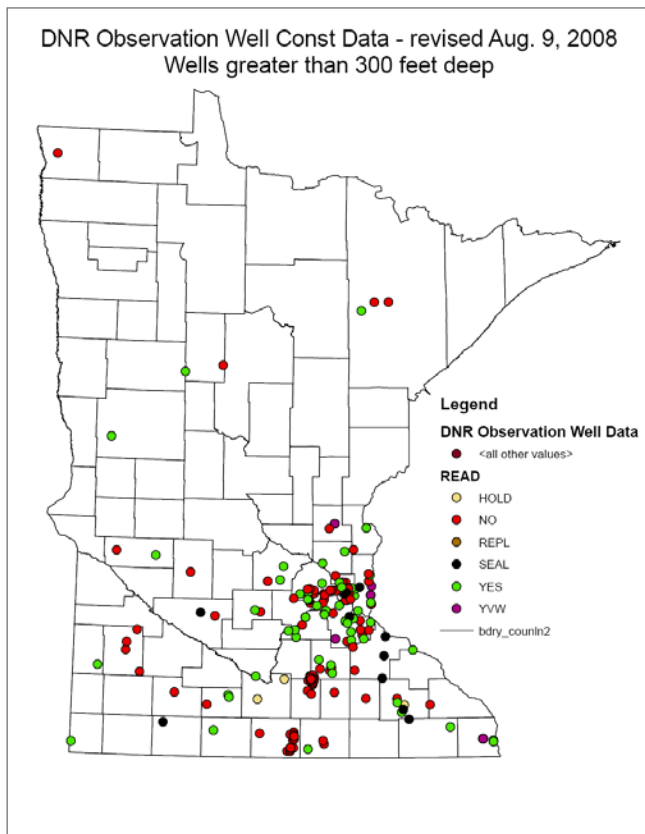 DNR Observation Well Const Data - revised Aug. 9, 2008
Wells greater than 300 feet deep
Legend
DNR Observation Well Data
<all other values>
READ
HOLD
NO
REPL
SEAL
YES
YVW
bdry_counln2